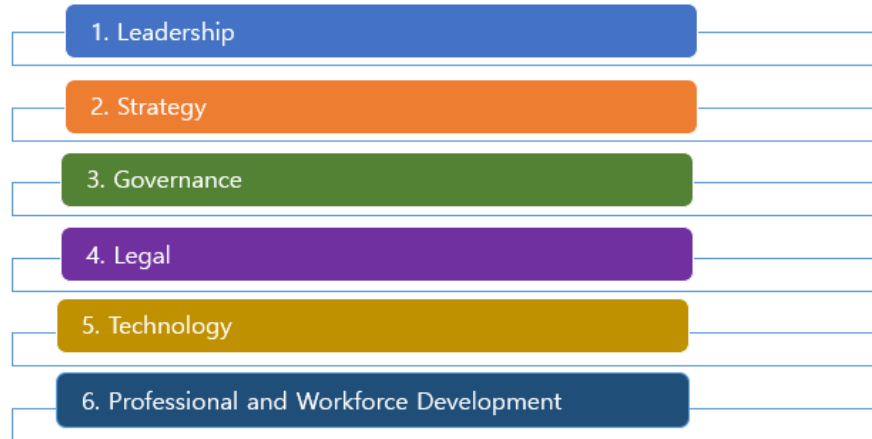 1. Leadership
2. Strategy
3. Governance
4. Legal
5. Technology
6. Professional and Workforce Development